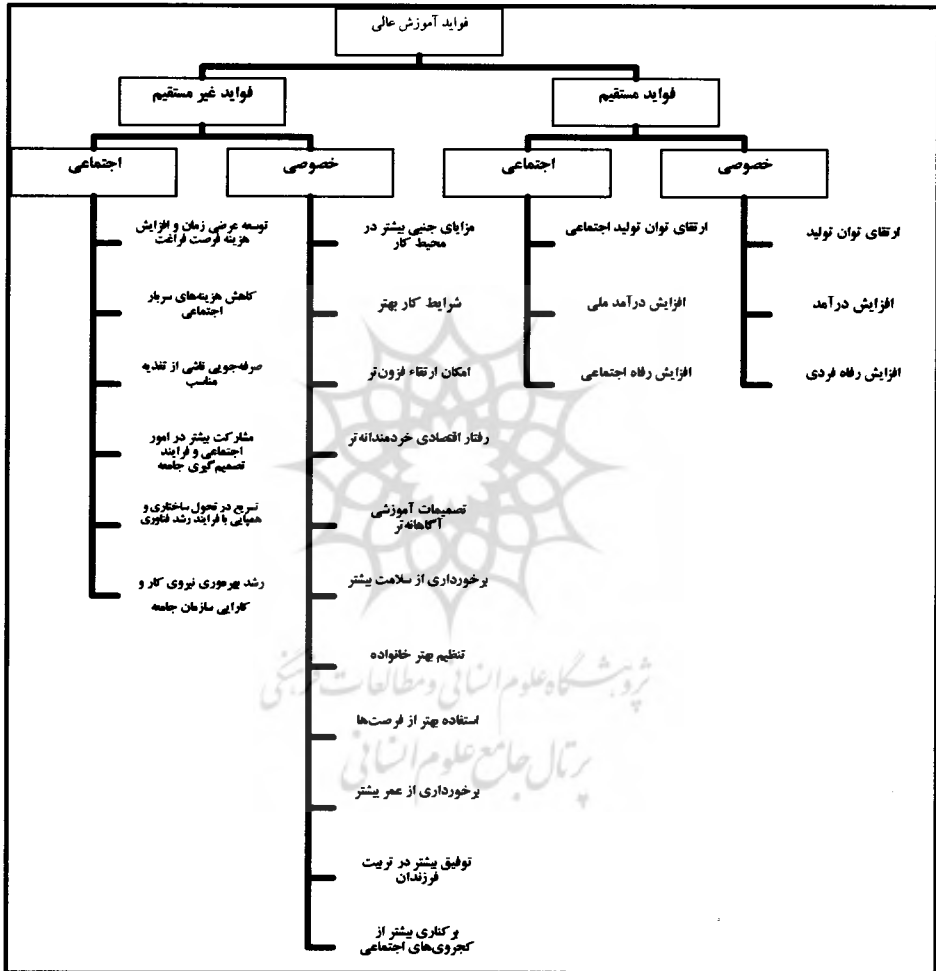 فواید آموزش عالی
فواید مستقیم
فواید غیر مستقیم
خصوصی
اجتماعی
خصوصی
اجتماعی
ارتقای توان تولید
افزایش درآمد
افزایش رفاه فردی
ارتقای توان تولید اجتماعی
افزایش درآمد ملی
افزایش رفاه اجتماعی
مزایای جنبی بیشتر در
محیط کار
شرایط کار بهتر
امکان ارتقاء فزون‌تر
رفتار اقتصادی خردمندانه‌تر
تصمیمات آموزشی
آگاهانه‌تر
برخورداری از سلامت بیشتر
تنظیم بهتر خانواده
استفاده بهتر از فرصت‌ها
برخورداری از عمر بیشتر
توفیق بیشتر در تربیت
فرزندان
برکناری بیشتر از
کجروی‌های اجتماعی
توسعه عرضی زمان و افزایش
هزینه فرصت فراغت
کاهش هزینه‌های سربار
اجتماعی
صرفه‌جویی ناشی از تغذیه
مناسب
مشارکت بیشتر در امور
اجتماعی و فرایند
تصمیم‌گیری جامعه
تسریع در تحول ساختاری و
همپایی با فرایند رشد فناوری
رشد بهره‌وری نیروی کار و
کارایی سازمان جامعه
پژوهشگاه علوم انسانی و مطالعات فرهنگی
پرتال جامع علوم انسانی